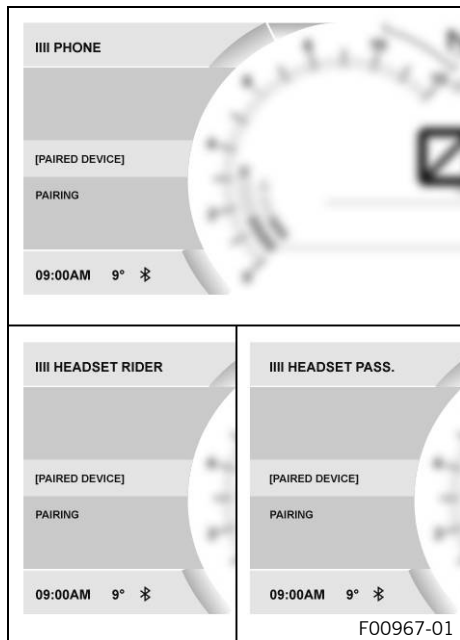 IIII PHONE
[PAIRED DEVICE]
PAIRING
09:00AM 9°
IIII HEADSET RIDER
[PAIRED DEVICE]
PAIRING
09:00AM 9°
IIII HEADSET PASS.
[PAIRED DEVICE]
PAIRING
09:00AM 9°
F00967-01